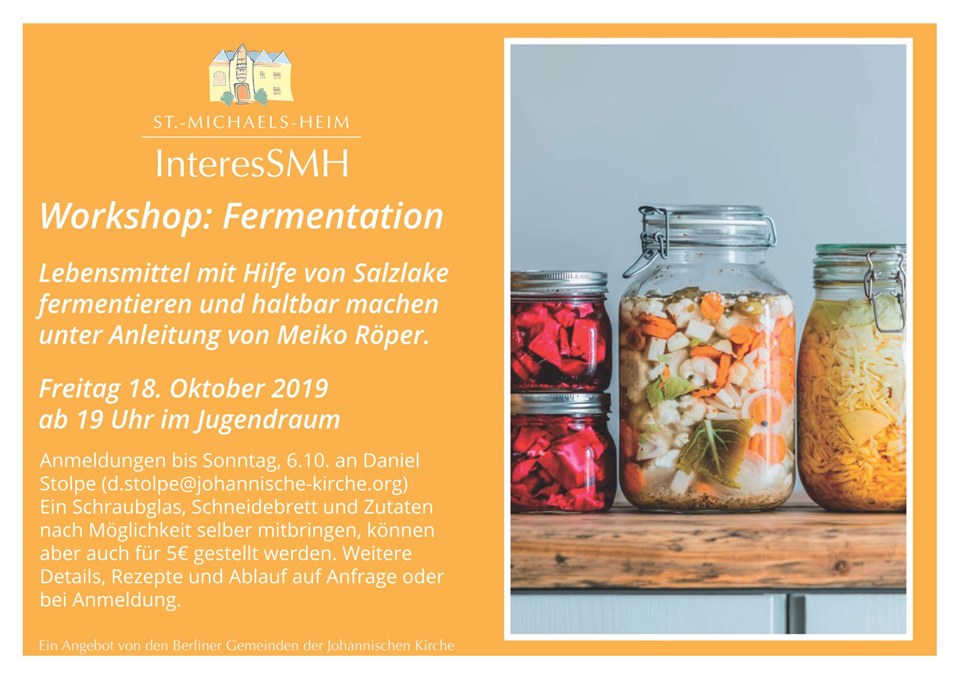 ST.-MICHAELS-HEIM
InteresSMH
Workshop: Fermentation
Lebensmittel mit Hilfe von Salzlake
fermentieren und haltbar machen
unter Anleitung von Meiko Röper.
Freitag 18. Oktober 2019
ab 19 Uhr im Jugendraum
Anmeldungen bis Sonntag, 6.10. an Daniel
Stolpe (d.stolpe@johannische-kirche.org)
Ein Schraubglas, Schneidebrett und Zutaten
nach Möglichkeit selber mitbringen, können
aber auch für 5€ gestellt werden. Weitere
Details, Rezepte und Ablauf auf Anfrage oder
bei Anmeldung.
Ein Angebot von den Berliner Gemeinden der Johannischen Kirche